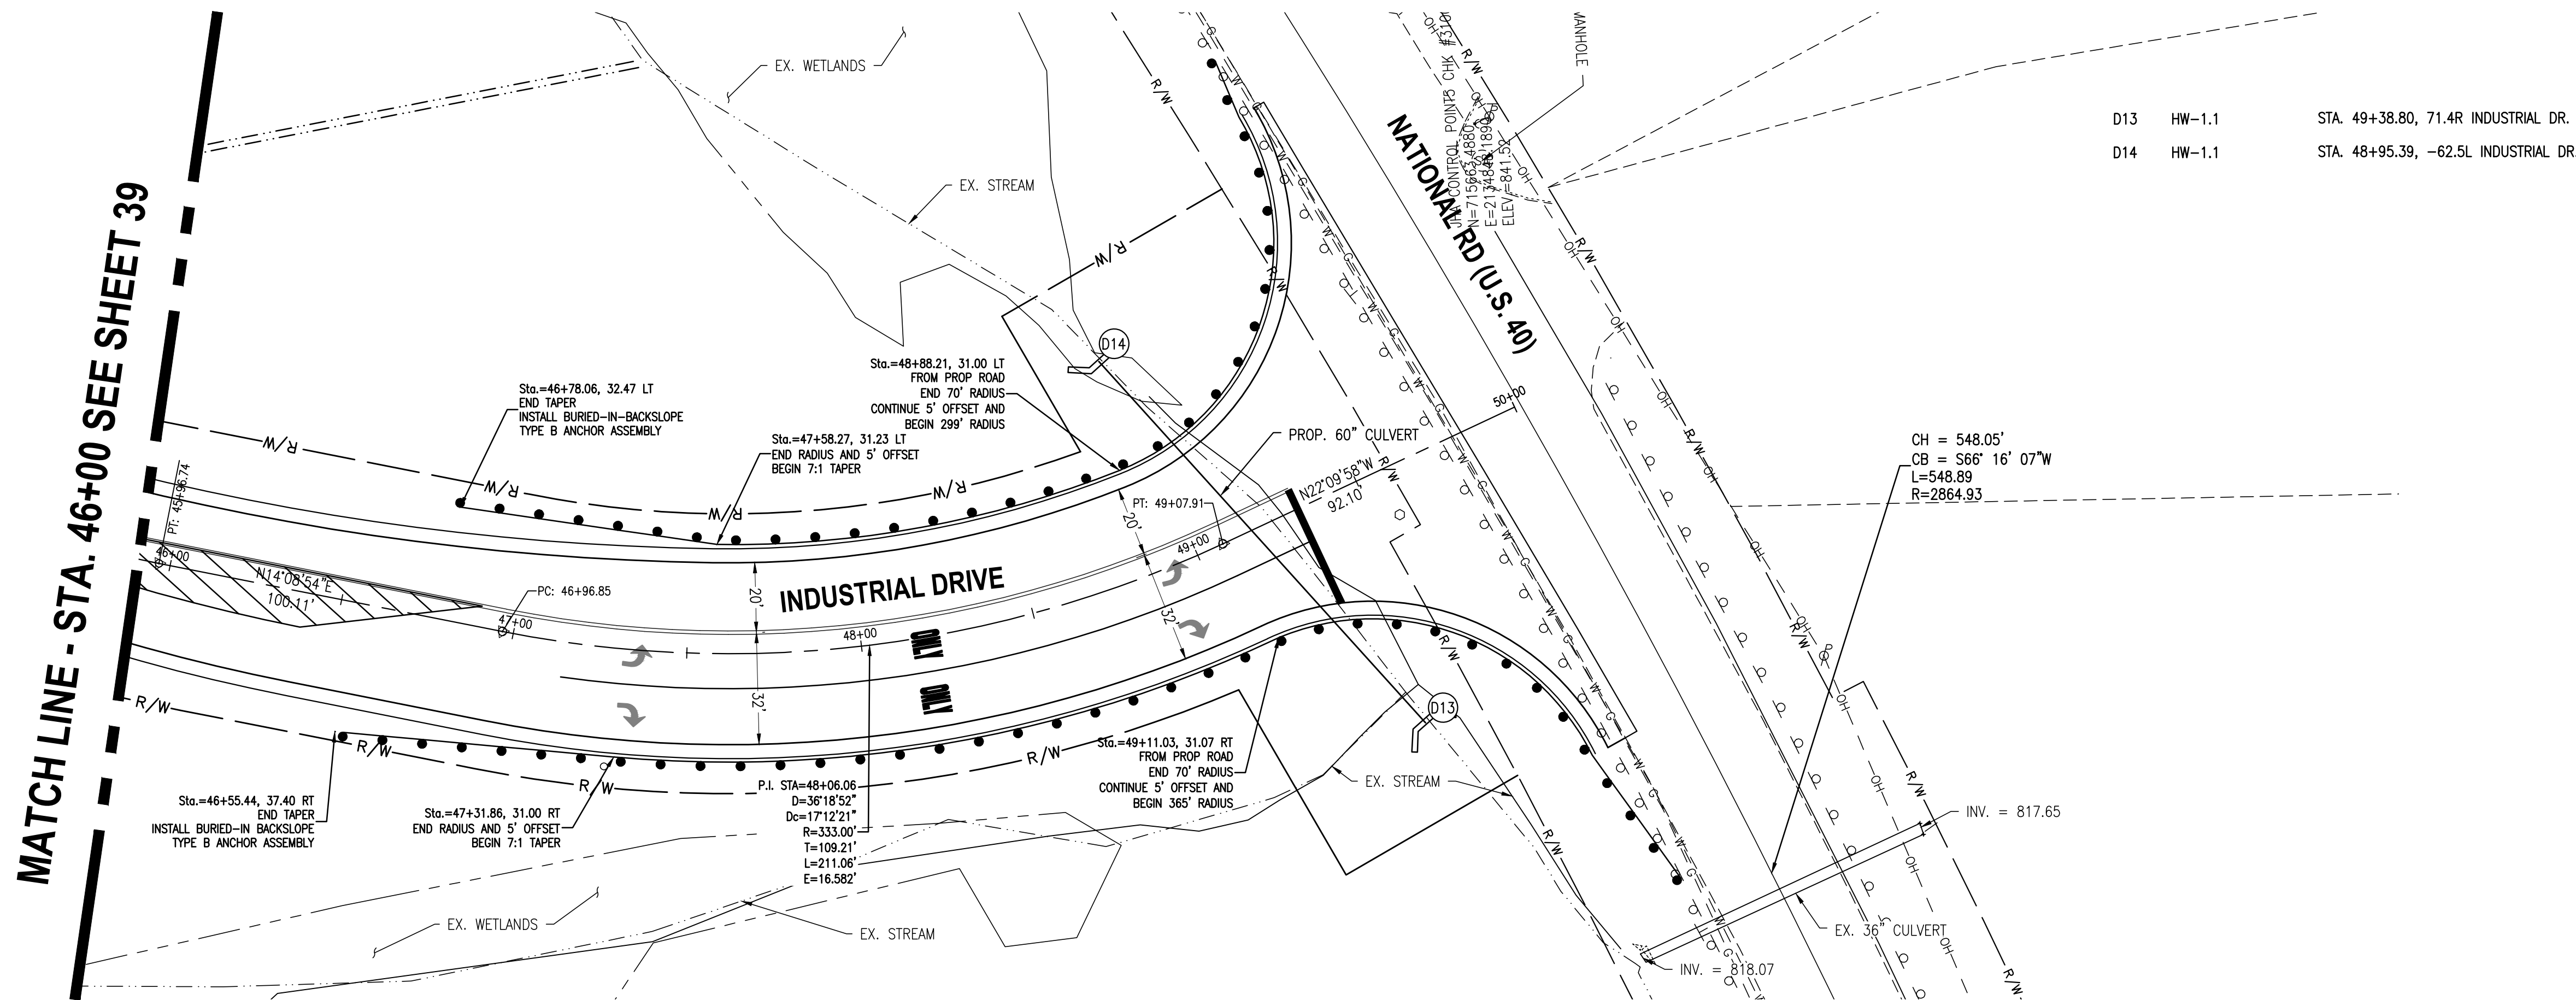 MATCH LINE - STA. 46+00 SEE SHEET 39
EX. WETLANDS
EX. STREAM
R/W
R/W
R/W
R/W
R/W
R/W
R/W
R/W
R/W
D14
Sta.=46+78.06, 32.47 LT
END TAPER
INSTALL BURIED-IN-BACKSLOPE
TYPE B ANCHOR ASSEMBLY
Sta.=48+88.21, 31.00 LT
FROM PROP ROAD
END 70' RADIUS
CONTINUE 5' OFFSET AND
BEGIN 299' RADIUS
Sta.=47+58.27, 31.23 LT
END RADIUS AND 5' OFFSET
BEGIN 7:1 TAPER
PROP. 60" CULVERT
PT: 45+96.74
46+00
N14°08'54"E
100.11'
PC: 46+96.85
47+00
20'
32'
INDUSTRIAL DRIVE
48+00
ONLY
ONLY
20'
32'
PT: 49+07.91
49+00
N22°09'58"W
92.10'
50+00
NATIONAL RD (U.S. 40)
MANHOLE
CONTROL POINTS CHK #310
ELEV=841.52
D13 HW-1.1 STA. 49+38.80, 71.4R INDUSTRIAL DR.
D14 HW-1.1 STA. 48+95.39, -62.5L INDUSTRIAL DR
CH = 548.05'
CB = S66° 16' 07"W
L=548.89
R=2864.93
D13
R/W
R/W
R/W
R/W
Sta.=46+55.44, 37.40 RT
END TAPER
INSTALL BURIED-IN BACKSLOPE
TYPE B ANCHOR ASSEMBLY
Sta.=47+31.86, 31.00 RT
END RADIUS AND 5' OFFSET
BEGIN 7:1 TAPER
P.I. STA=48+06.06
D=36°18'52"
Dc=17°12'21"
R=333.00'
T=109.21'
L=211.06'
E=16.582'
Sta.=49+11.03, 31.07 RT
FROM PROP ROAD
END 70' RADIUS
CONTINUE 5' OFFSET AND
BEGIN 365' RADIUS
EX. STREAM
EX. WETLANDS
EX. STREAM
INV. = 817.65
EX. 36" CULVERT
INV. = 818.07
R/W
R/W
R/W
R/W